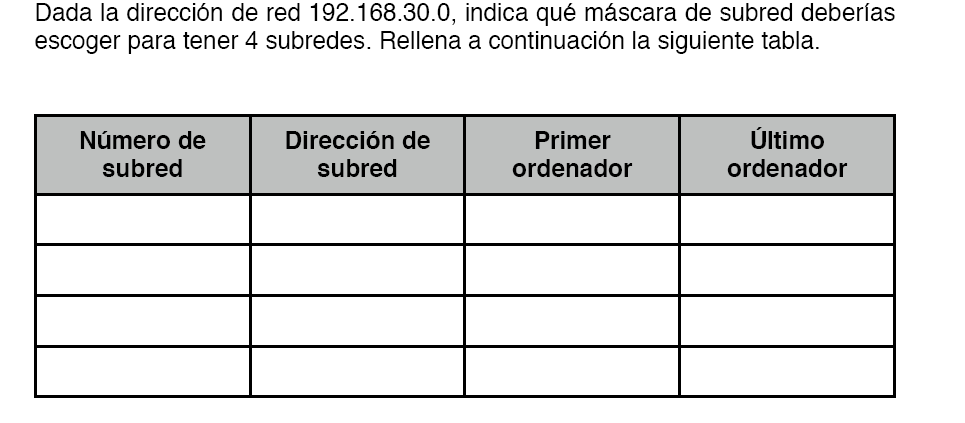 Dada la dirección de red 192.168.30.0, indica qué máscara de subred deberías
escoger para tener 4 subredes. Rellena a continuación la siguiente tabla.
Número de subred
Dirección de subred
Primer ordenador
Último ordenador